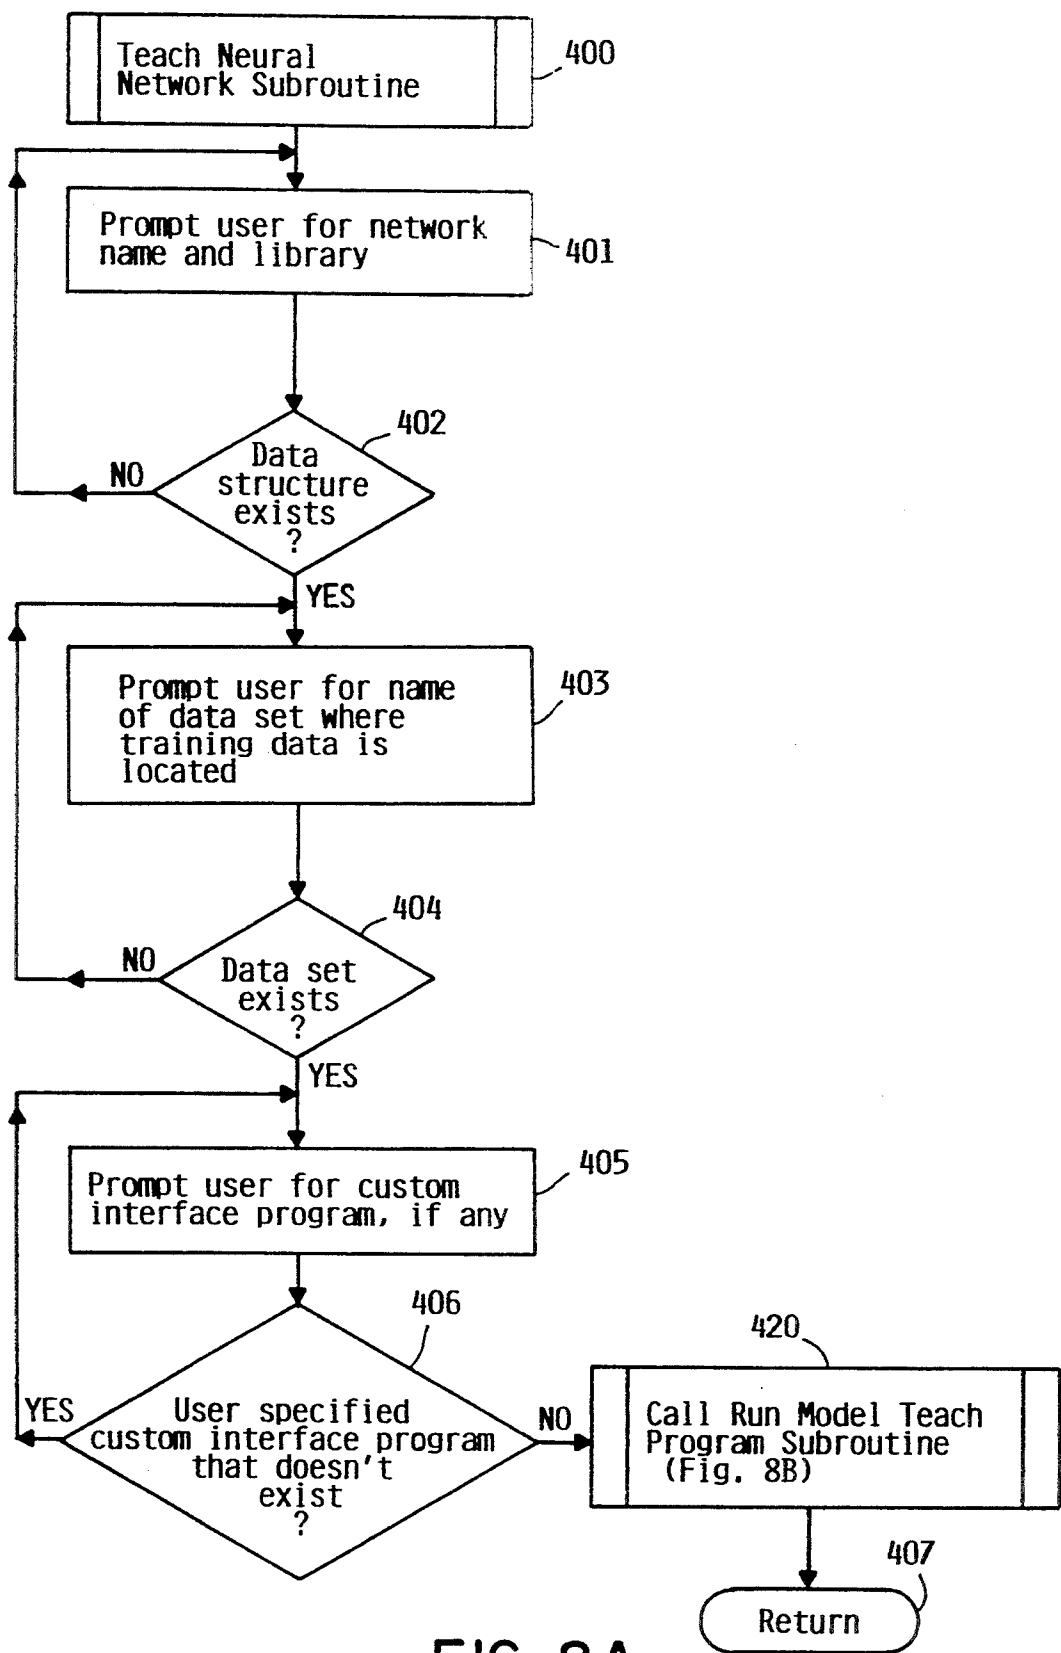 Teach Neural
Network Subroutine
400
Prompt user for network
name and library
401
402
Data
structure
exists
?
NO
YES
Prompt user for name
of data set where
training data is
located
403
404
Data set
exists
?
NO
YES
Prompt user for custom
interface program, if any
405
406
User specified
custom interface program
that doesn't
exist
?
YES
NO
420
Call Run Model Teach
Program Subroutine
(Fig. 8B)
407
Return
FIG. 8A